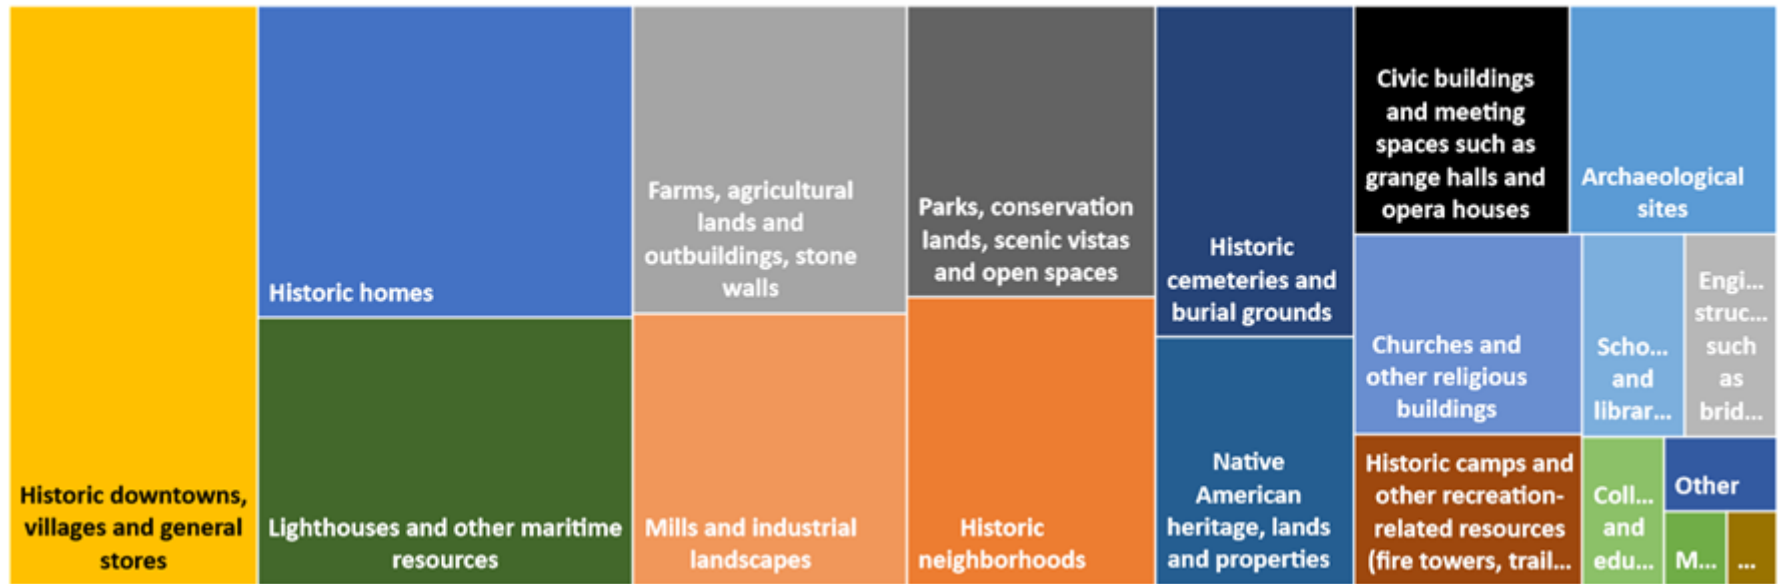 Historic downtowns,
villages and general
stores
Historic homes
Lighthouses and other maritime
resources
Farms, agricultural
lands and
outbuildings, stone
walls
Mills and industrial
landscapes
Parks, conservation
lands, scenic vistas
and open spaces
Historic
neighborhoods
Historic
cemeteries and
burial grounds
Native
American
heritage, lands
and properties
Civic buildings
and meeting
spaces such as
grange halls and
opera houses
Archaeological
sites
Churches and
other religious
buildings
Scho...
and
librar...
Engi...
struc...
such
as
brid...
Historic camps and
other recreation-
related resources
(fire towers, trail...
Coll...
and
edu...
Other
M...
...